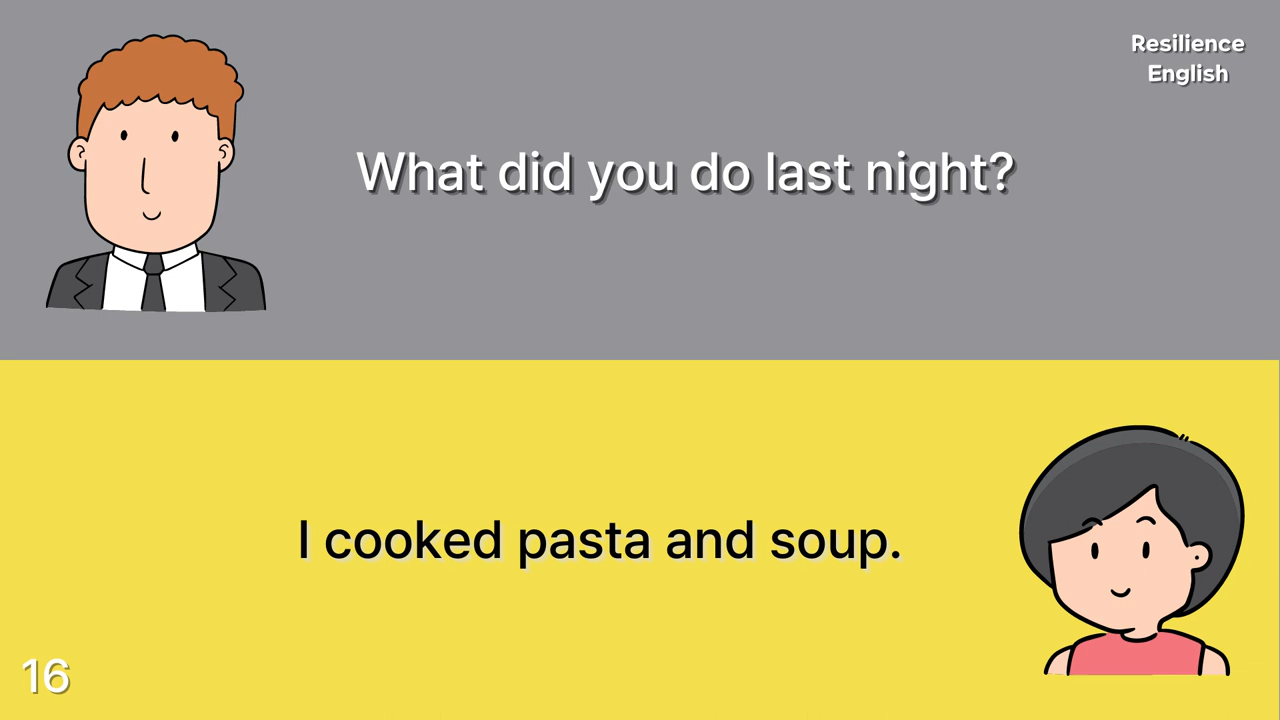 Resilience
English
What did you do last night?
I cooked pasta and soup.
16